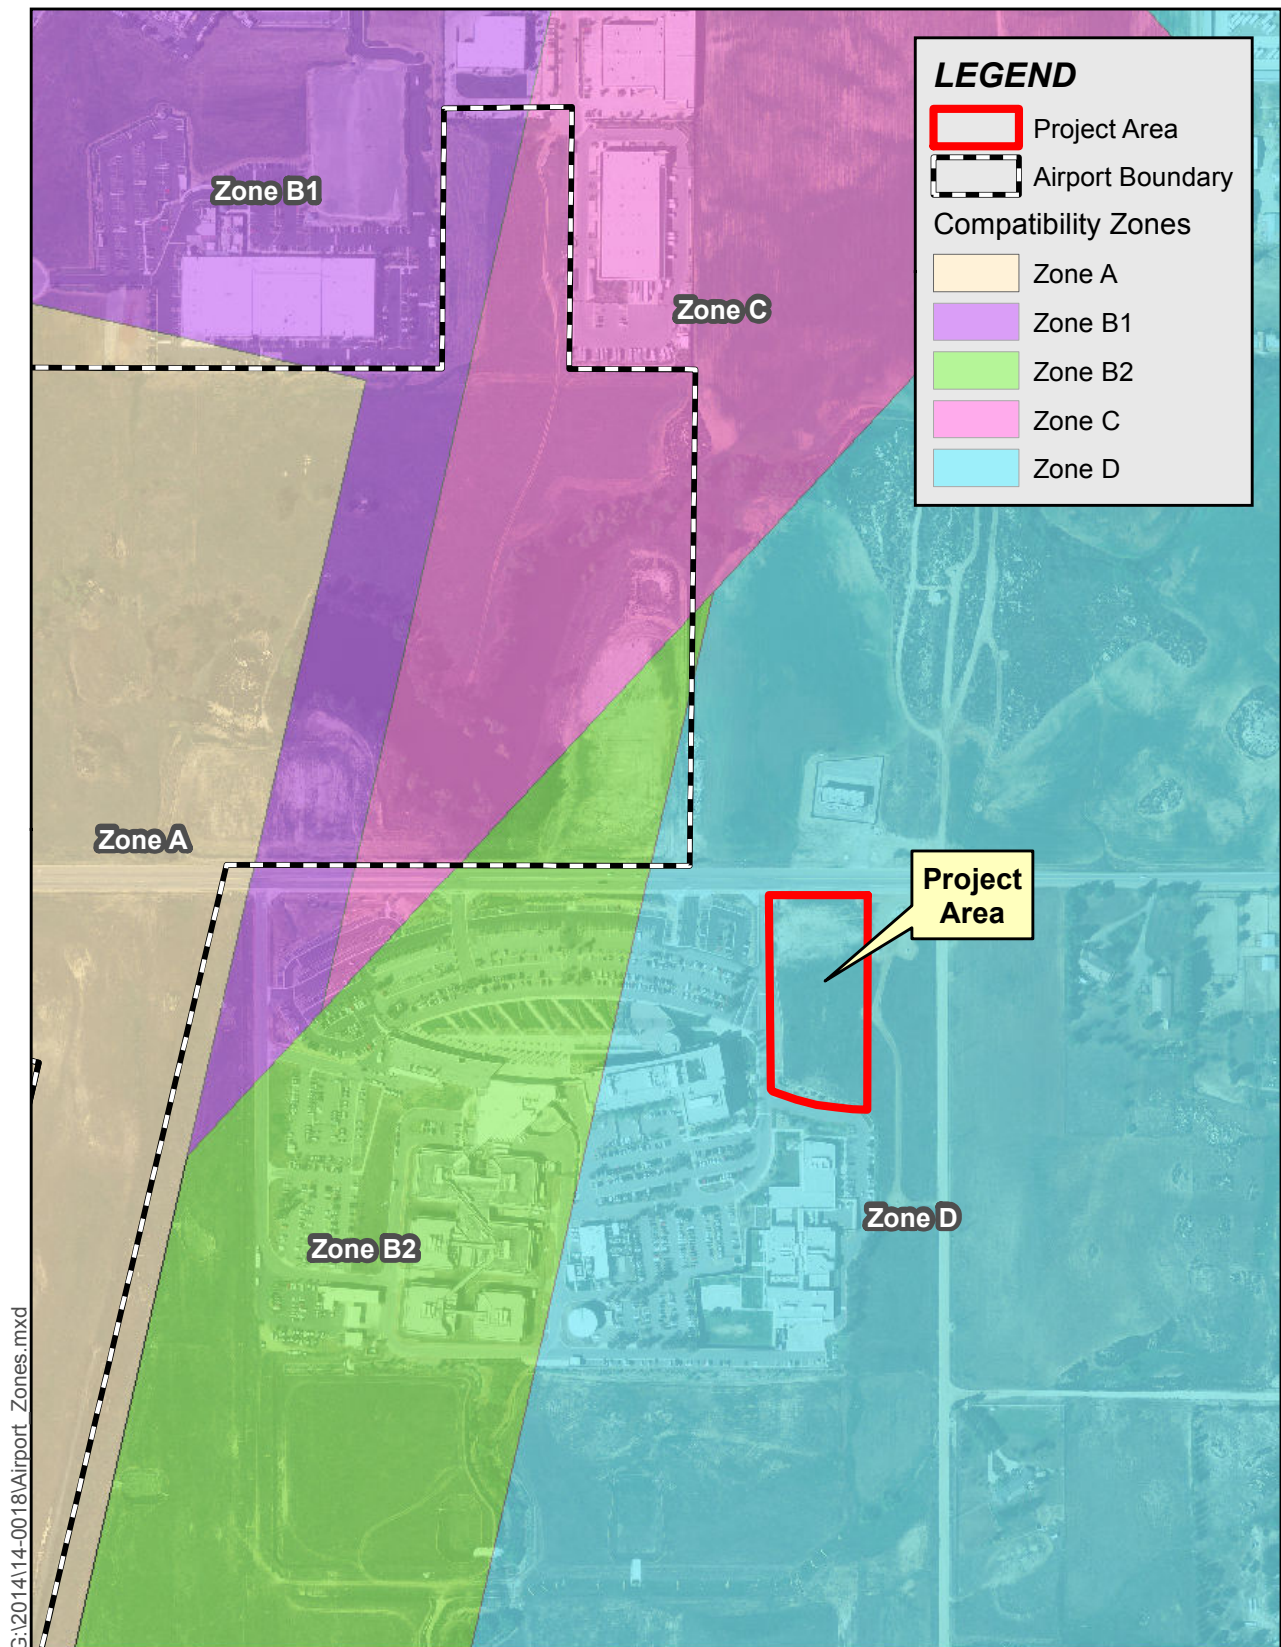 LEGEND
Project Area
Airport Boundary
Compatibility Zones
Zone A
Zone B1
Zone B2
Zone C
Zone D
Zone B1
Zone C
Zone A
Project
Area
Zone D
Zone B2
G:\2014\14-0018\Airport_Zones.mxd